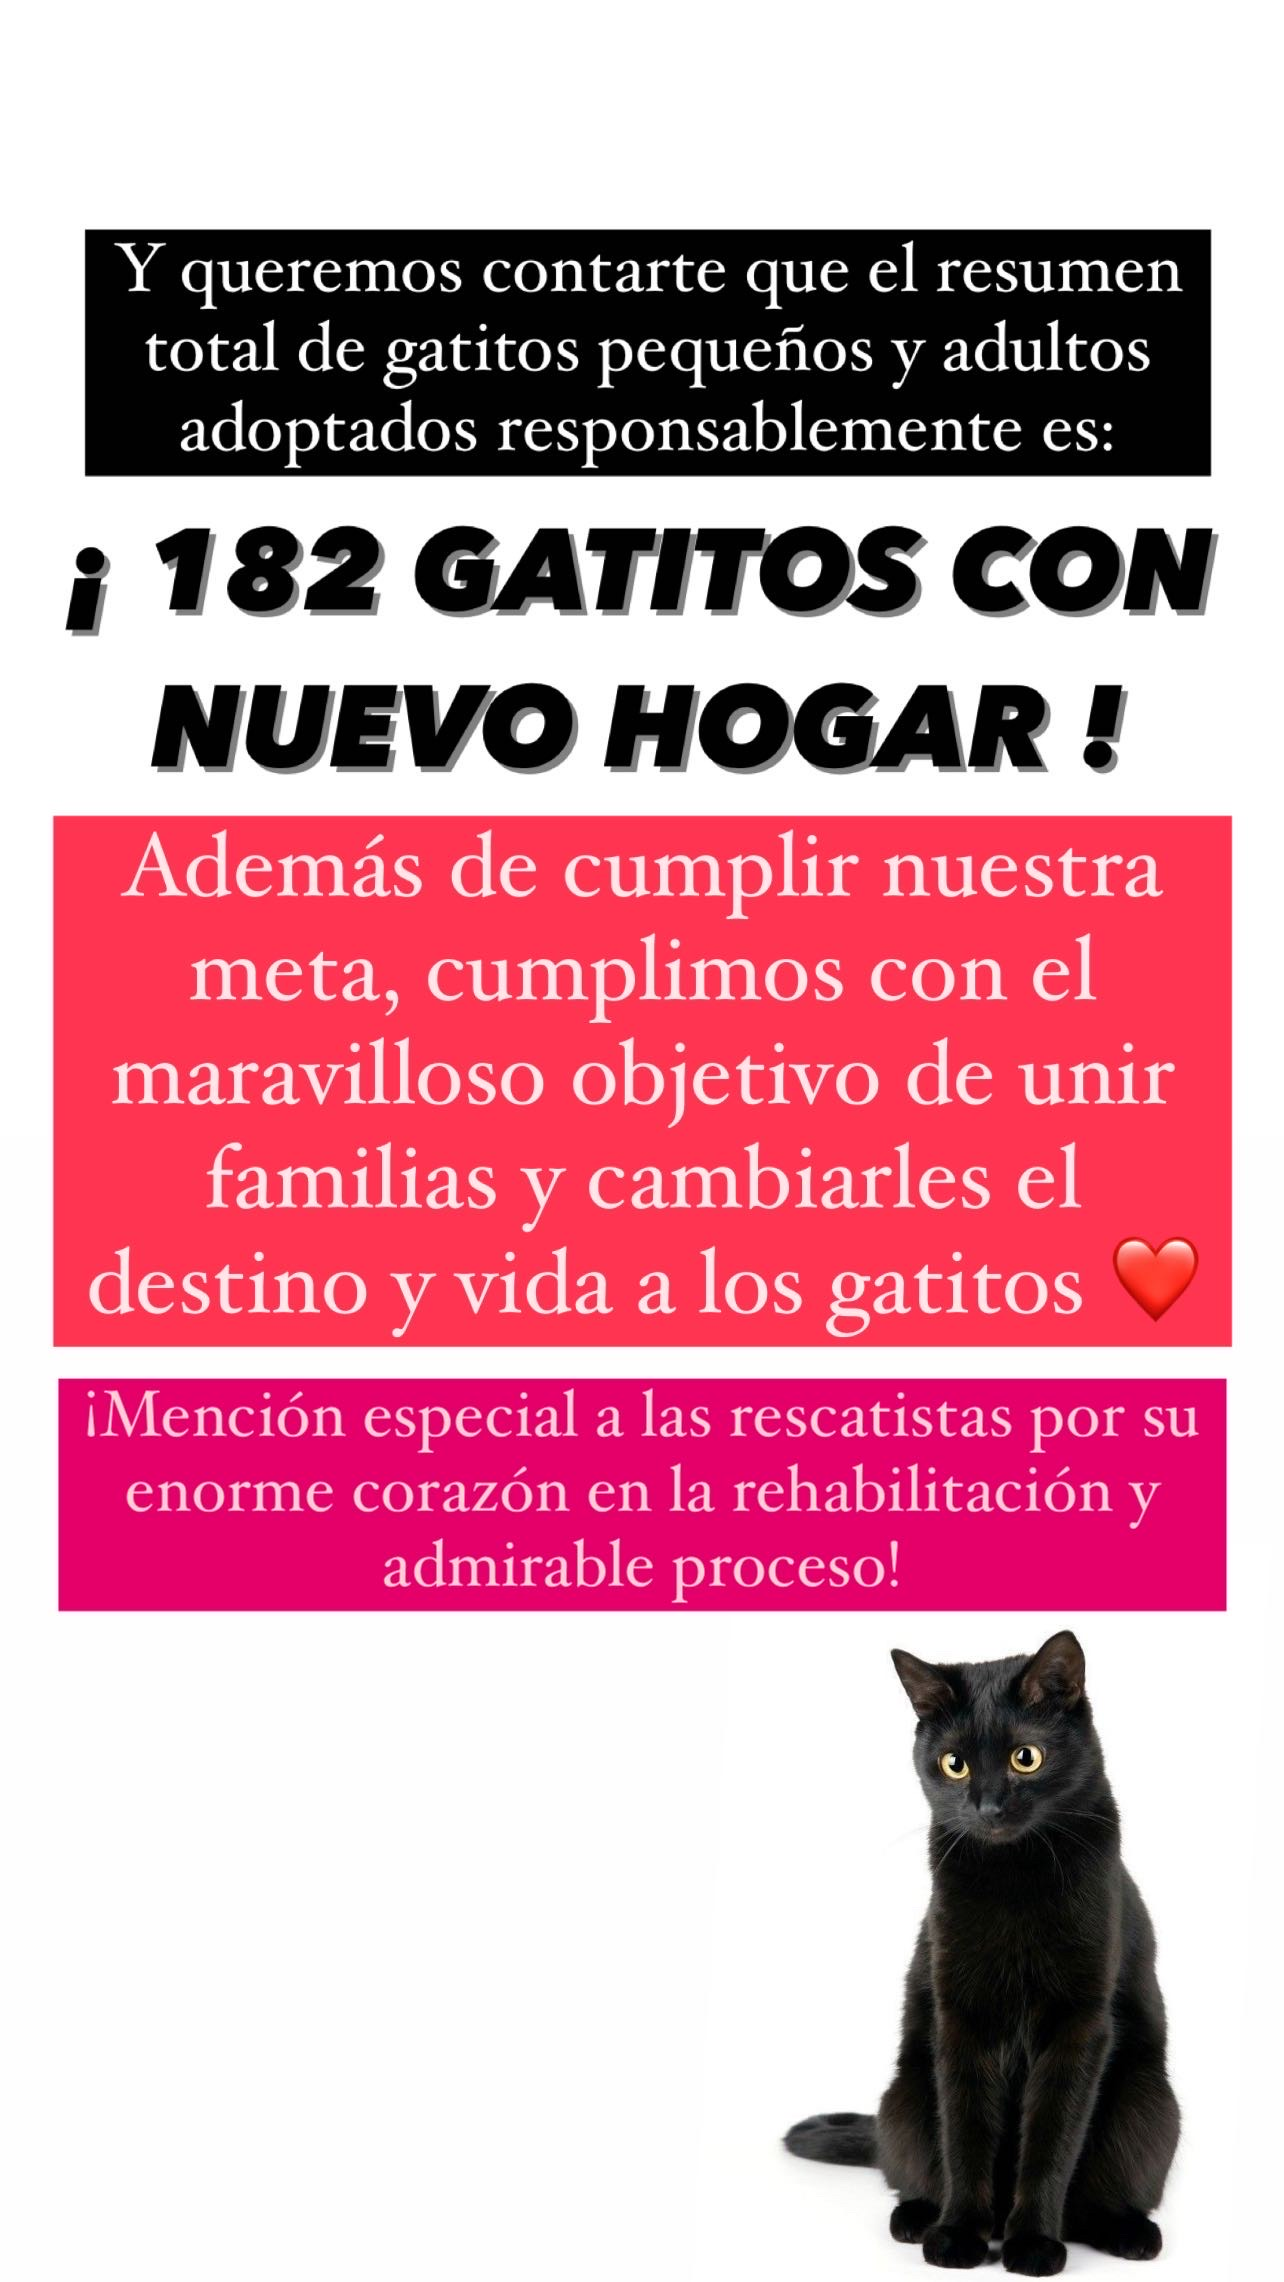 Y queremos contarte que el resumen
total de gatitos pequeños y adultos
adoptados responsablemente es:
¡ 182 GATITOS CON
NUEVO HOGAR !
Además de cumplir nuestra
meta, cumplimos con el
maravilloso objetivo de unir
familias y cambiarles el
destino y vida a los gatitos ❤️
¡Mención especial a las rescatistas por su
enorme corazón en la rehabilitación y
admirable proceso!